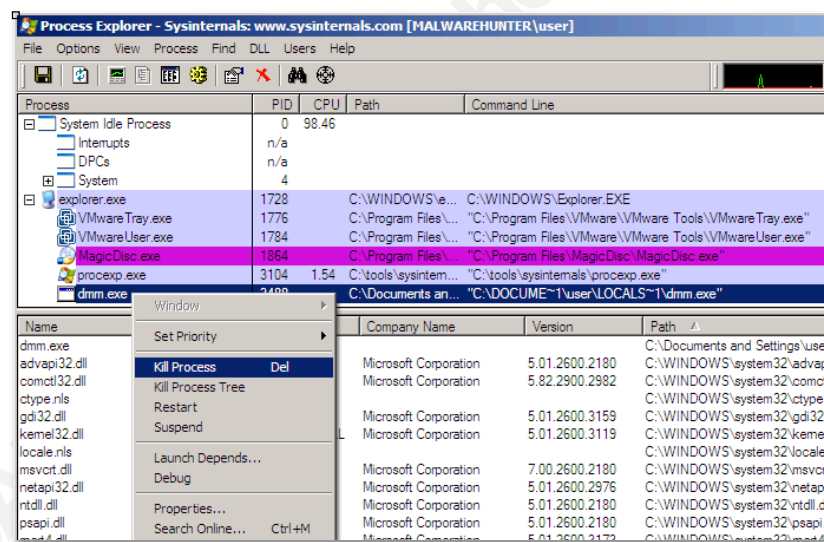 Process Explorer - Sysinternals: www.sysinternals.com [MALWAREHUNTER\user]
File Options View Process Find DLL Users Help
Process PID CPU Path Command Line
System Idle Process 0 98.46
Interrupts n/a
DPCs n/a
System 4
explorer.exe 1728 C:\WINDOWS\e... C:\WINDOWS\Explorer.EXE
VMwareTray.exe 1776 C:\Program Files\... "C:\Program Files\VMware\VMware Tools\VMwareTray.exe"
VMwareUser.exe 1784 C:\Program Files\... "C:\Program Files\VMware\VMware Tools\VMwareUser.exe"
MagicDisc.exe 1864 C:\Program Files\... "C:\Program Files\MagicDisc\MagicDisc.exe"
procexp.exe 3104 1.54 C:\tools\sysintern... "C:\tools\sysinternals\procexp.exe"
dmm.exe C:\Documents an... "C:\DOCUME~1\user\LOCALS~1\dmm.exe"
Window
Set Priority
Kill Process Del
Kill Process Tree
Restart
Suspend
Launch Depends...
Debug
Properties...
Search Online... Ctrl+M
Name Company Name Version Path
dmm.exe C:\Documents and Settings\use
advapi32.dll Microsoft Corporation 5.01.2600.2180 C:\WINDOWS\system32\advap
comctl32.dll Microsoft Corporation 5.82.2900.2982 C:\WINDOWS\system32\comct
ctype.nls C:\WINDOWS\system32\ctype
gdi32.dll Microsoft Corporation 5.01.2600.3159 C:\WINDOWS\system32\gdi32
kernel32.dll L Microsoft Corporation 5.01.2600.3119 C:\WINDOWS\system32\kerne
locale.nls C:\WINDOWS\system32\locale
msvcrt.dll Microsoft Corporation 7.00.2600.2180 C:\WINDOWS\system32\msvcr
netapi32.dll Microsoft Corporation 5.01.2600.2976 C:\WINDOWS\system32\netap
ntdll.dll Microsoft Corporation 5.01.2600.2180 C:\WINDOWS\system32\ntdll.d
psapi.dll Microsoft Corporation 5.01.2600.2180 C:\WINDOWS\system32\psapi